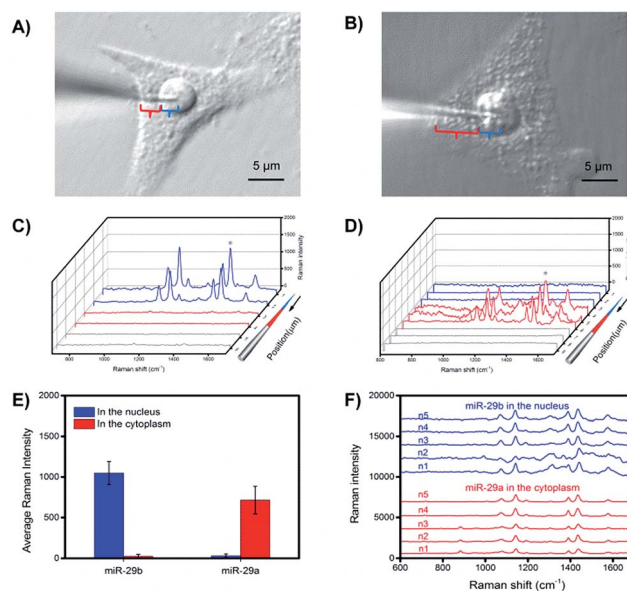 A)
B)
5 µm
5 µm
C)
D)
2000
1500
1000
500
0
Raman intensity
*
800
1000
1200
1400
1600
Raman shift (cm-1)
Position(µm)
2000
1500
1000
500
0
Raman intensity
*
600
800
1000
1200
1400
1600
Raman shift (cm-1)
Position(µm)
E)
Average Raman Intensity
2000
1500
1000
500
0
In the nucleus
In the cytoplasm
miR-29b
miR-29a
F)
Raman Intensity
20000
15000
10000
5000
0
miR-29b in the nucleus
n5
n4
n3
n2
n1
miR-29a in the cytoplasm
n5
n4
n3
n2
n1
600
800
1000
1200
1400
1600
Raman shift (cm-1)